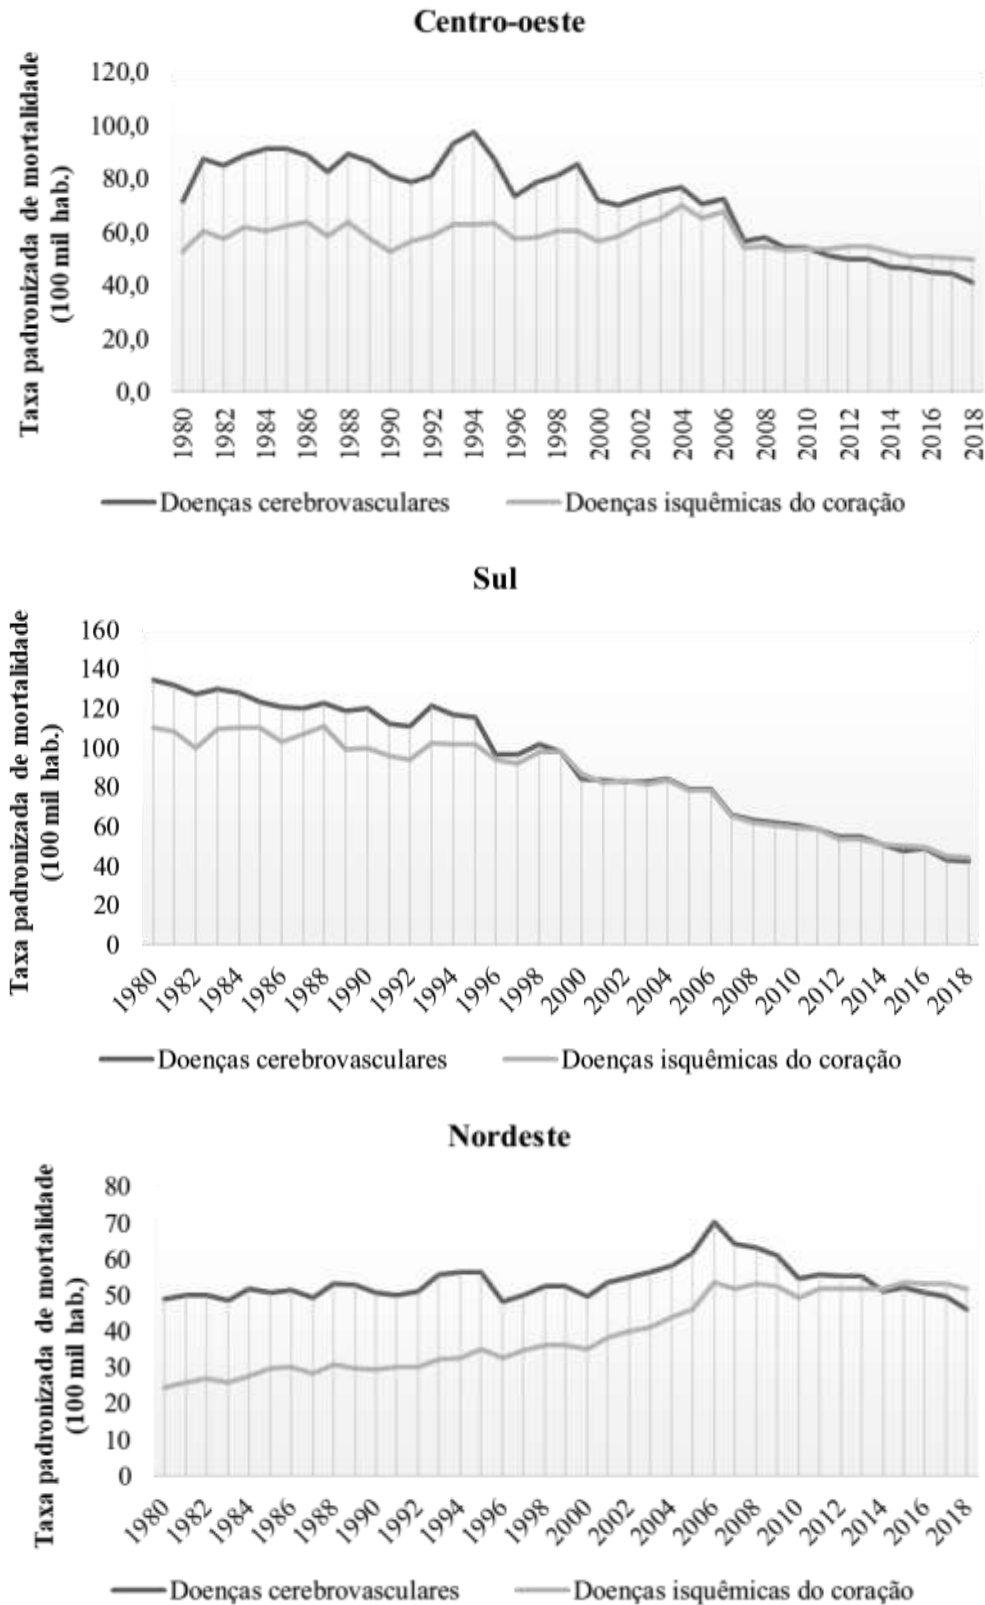 Centro-oeste
Taxa padronizada de mortalidade
(100 mil hab.)
120,0
100,0
80,0
60,0
40,0
20,0
0,0
1980 1982 1984 1986 1988 1990 1992 1994 1996 1998 2000 2002 2004 2006 2008 2010 2012 2014 2016 2018
Doenças cerebrovasculares Doenças isquêmicas do coração
Sul
Taxa padronizada de mortalidade
(100 mil hab.)
160
140
120
100
80
60
40
20
0
1980 1982 1984 1986 1988 1990 1992 1994 1996 1998 2000 2002 2004 2006 2008 2010 2012 2014 2016 2018
Doenças cerebrovasculares Doenças isquêmicas do coração
Nordeste
Taxa padronizada de mortalidade
(100 mil hab.)
80
70
60
50
40
30
20
10
0
1980 1982 1984 1986 1988 1990 1992 1994 1996 1998 2000 2002 2004 2006 2008 2010 2012 2014 2016 2018
Doenças cerebrovasculares Doenças isquêmicas do coração